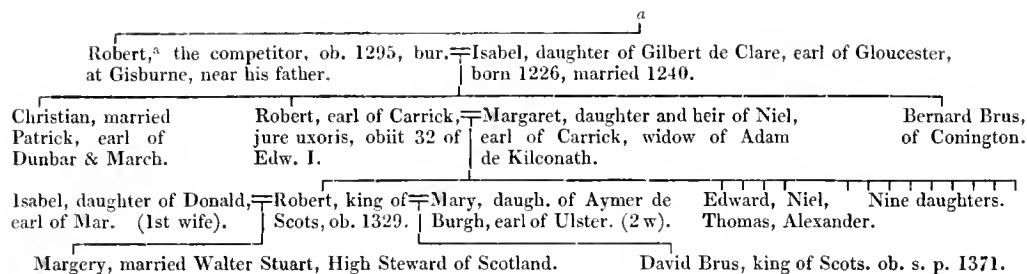 a
Robert,ᵃ the competitor, ob. 1295, bur. Isabel, daughter of Gilbert de Clare, earl of Gloucester,
at Gisburne, near his father. born 1226, married 1240.
Christian, married Robert, earl of Carrick, Margaret, daughter and heir of Niel, Bernard Brus,
Patrick, earl of jure uxoris, obiit 32 of earl of Carrick, widow of Adam of Conington.
Dunbar & March. Edw. I. de Kilconath.
Isabel, daughter of Donald, Robert, king of Mary, daugh. of Aymer de Edward, Niel, Nine daughters.
earl of Mar. (1st wife). Scots, ob. 1329. Burgh, earl of Ulster. (2 w). Thomas, Alexander.
Margery, married Walter Stuart, High Steward of Scotland. David Brus, king of Scots. ob. s. p. 1371.